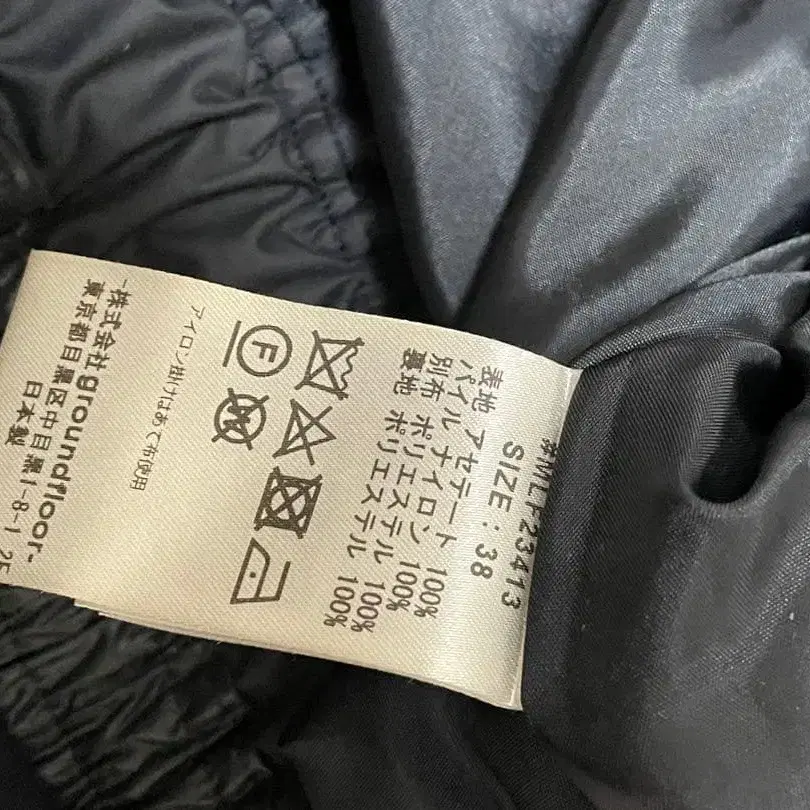 #MLF23413
SIZE : 38
表地 アセテート 100%
パイル ナイロン 100%
別布 ポリエステル 100%
裏地 ポリエステル 100%
F
W
アイロン掛けはあて布使用
-株式会社groundfloor-
東京都目黒区中目黒1-8-1 2F
日本製